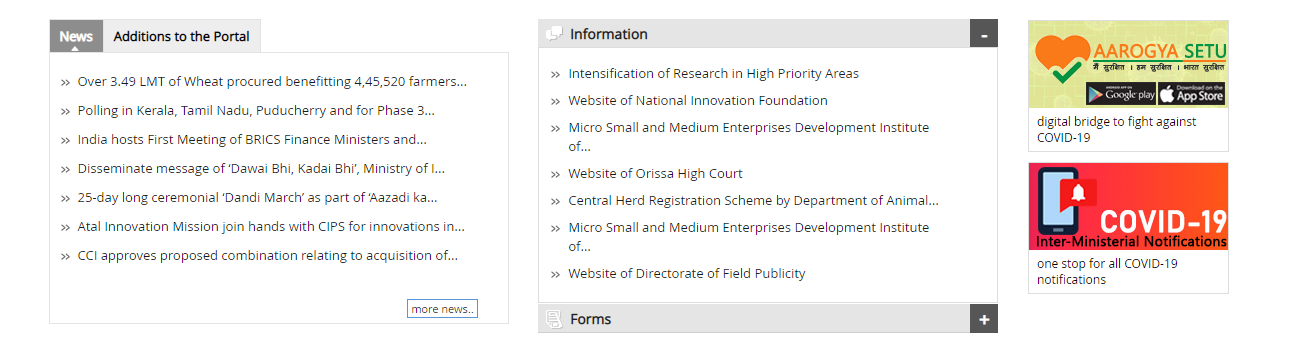 News
Additions to the Portal
» Over 3.49 LMT of Wheat procured benefitting 4,45,520 farmers...
» Polling in Kerala, Tamil Nadu, Puducherry and for Phase 3...
» India hosts First Meeting of BRICS Finance Ministers and...
» Disseminate message of ‘Dawai Bhi, Kadai Bhi’, Ministry of I...
» 25-day long ceremonial ‘Dandi March’ as part of ‘Aazadi ka...
» Atal Innovation Mission join hands with CIPS for innovations in...
» CCI approves proposed combination relating to acquisition of...
more news..
Information
-
» Intensification of Research in High Priority Areas
» Website of National Innovation Foundation
» Micro Small and Medium Enterprises Development Institute
of...
» Website of Orissa High Court
» Central Herd Registration Scheme by Department of Animal...
» Micro Small and Medium Enterprises Development Institute
of...
» Website of Directorate of Field Publicity
Forms
+
AAROGYA SETU
मैं सुरक्षित । हम सुरक्षित । भारत सुरक्षित
Google play
Download on the
App Store
digital bridge to fight against
COVID-19
COVID-19
Inter-Ministerial Notifications
one stop for all COVID-19
notifications